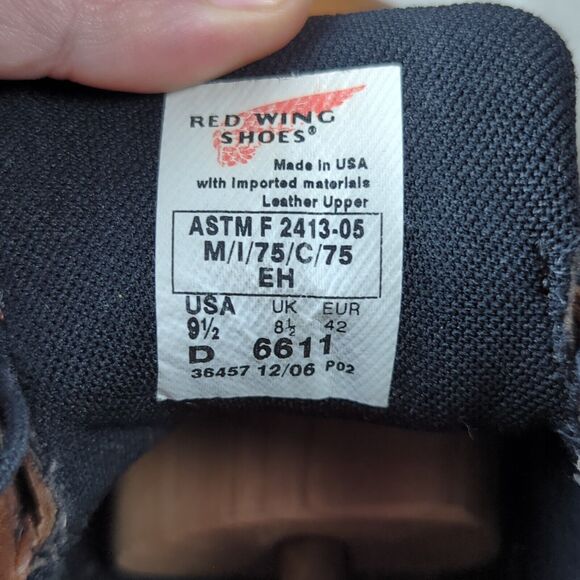 RED WING
SHOES®
Made in USA
with imported materials
Leather Upper
ASTM F 2413-05
M/I/75/C/75
EH
USA UK EUR
9½ 8½ 42
D 6611
36457 12/06 P02